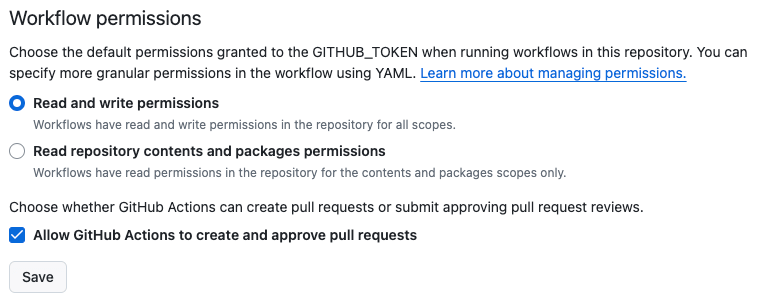 Workflow permissions
Choose the default permissions granted to the GITHUB_TOKEN when running workflows in this repository. You can
specify more granular permissions in the workflow using YAML. Learn more about managing permissions.
Read and write permissions
Workflows have read and write permissions in the repository for all scopes.
Read repository contents and packages permissions
Workflows have read permissions in the repository for the contents and packages scopes only.
Choose whether GitHub Actions can create pull requests or submit approving pull request reviews.
Allow GitHub Actions to create and approve pull requests
Save